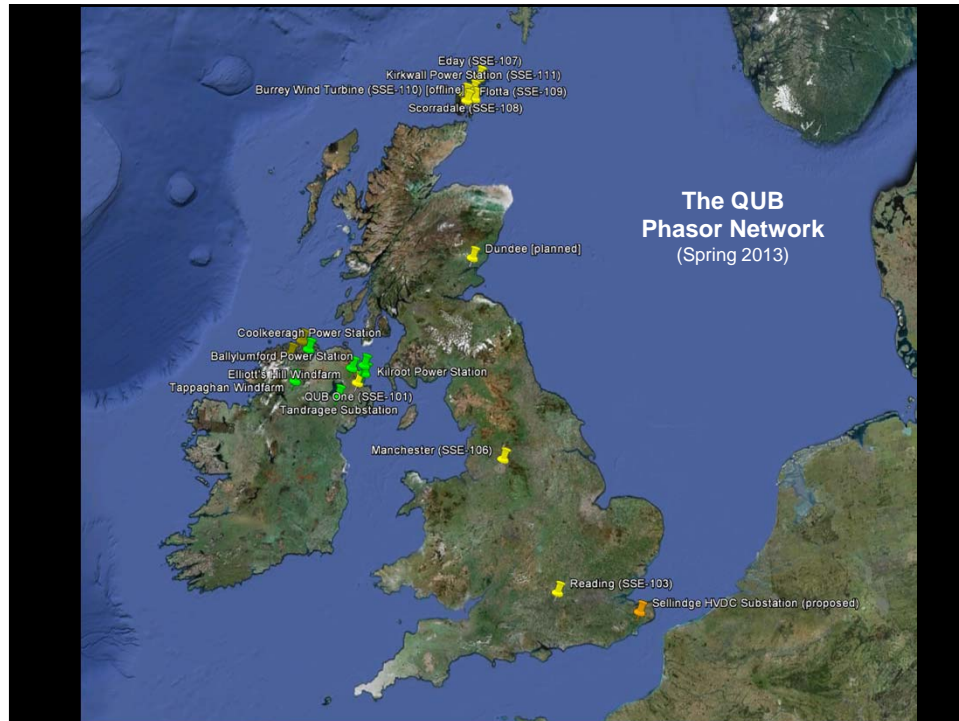 Eday (SSE-107)
Kirkwall Power Station (SSE-111)
Burrey Wind Turbine (SSE-110) [offline]
Flotta (SSE-109)
Scorradale (SSE-108)
The QUB
Phasor Network
(Spring 2013)
Dundee [planned]
Coolkeeragh Power Station
Ballylumford Power Station
Elliott's Hill Windfarm
Kilroot Power Station
Tappaghan Windfarm
QUB One (SSE-101)
Tandragee Substation
Manchester (SSE-106)
Reading (SSE-103)
Sellindge HVDC Substation (proposed)